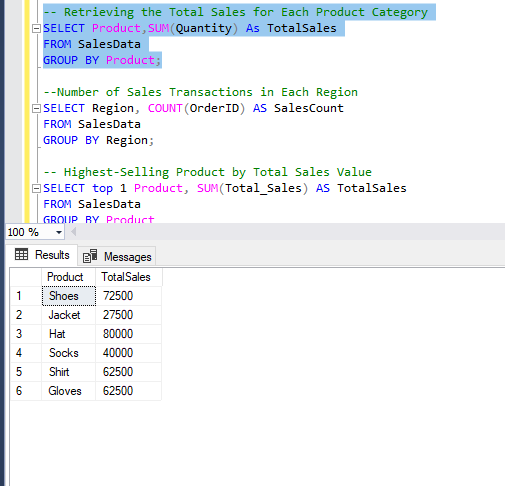 -- Retrieving the Total Sales for Each Product Category
SELECT Product,SUM(Quantity) As TotalSales
FROM SalesData
GROUP BY Product;
--Number of Sales Transactions in Each Region
SELECT Region, COUNT(OrderID) AS SalesCount
FROM SalesData
GROUP BY Region;
-- Highest-Selling Product by Total Sales Value
SELECT top 1 Product, SUM(Total_Sales) AS TotalSales
FROM SalesData
GROUP BY Product
100 %
Results Messages
Product TotalSales
1 Shoes 72500
2 Jacket 27500
3 Hat 80000
4 Socks 40000
5 Shirt 62500
6 Gloves 62500